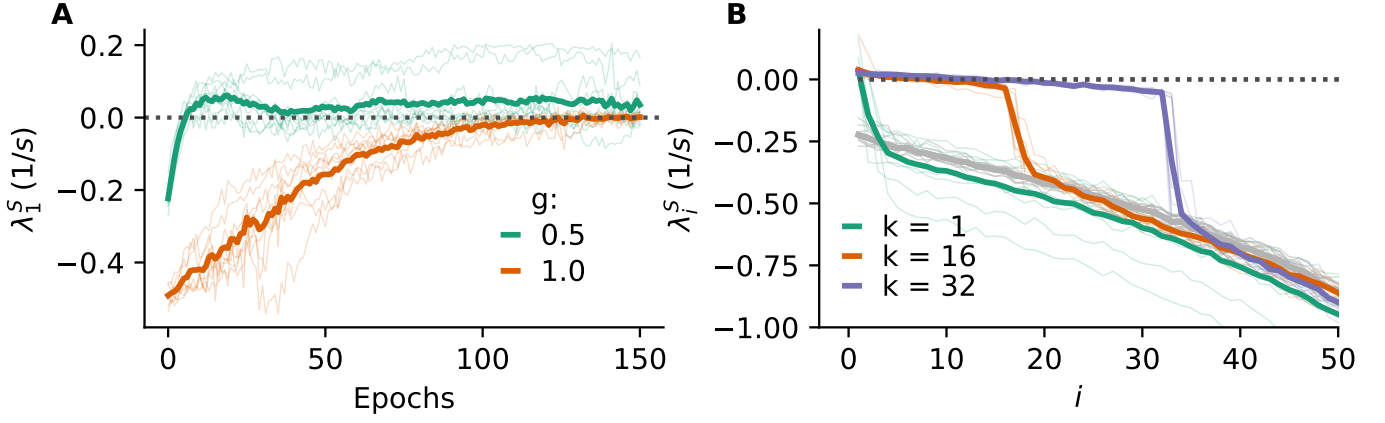 A
0.2
0.0
−0.2
−0.4
λ₁ˢ (1/s)
g:
0.5
1.0
0
50
100
150
Epochs
B
0.00
−0.25
−0.50
−0.75
−1.00
λᵢˢ (1/s)
k = 1
k = 16
k = 32
0
10
20
30
40
50
i